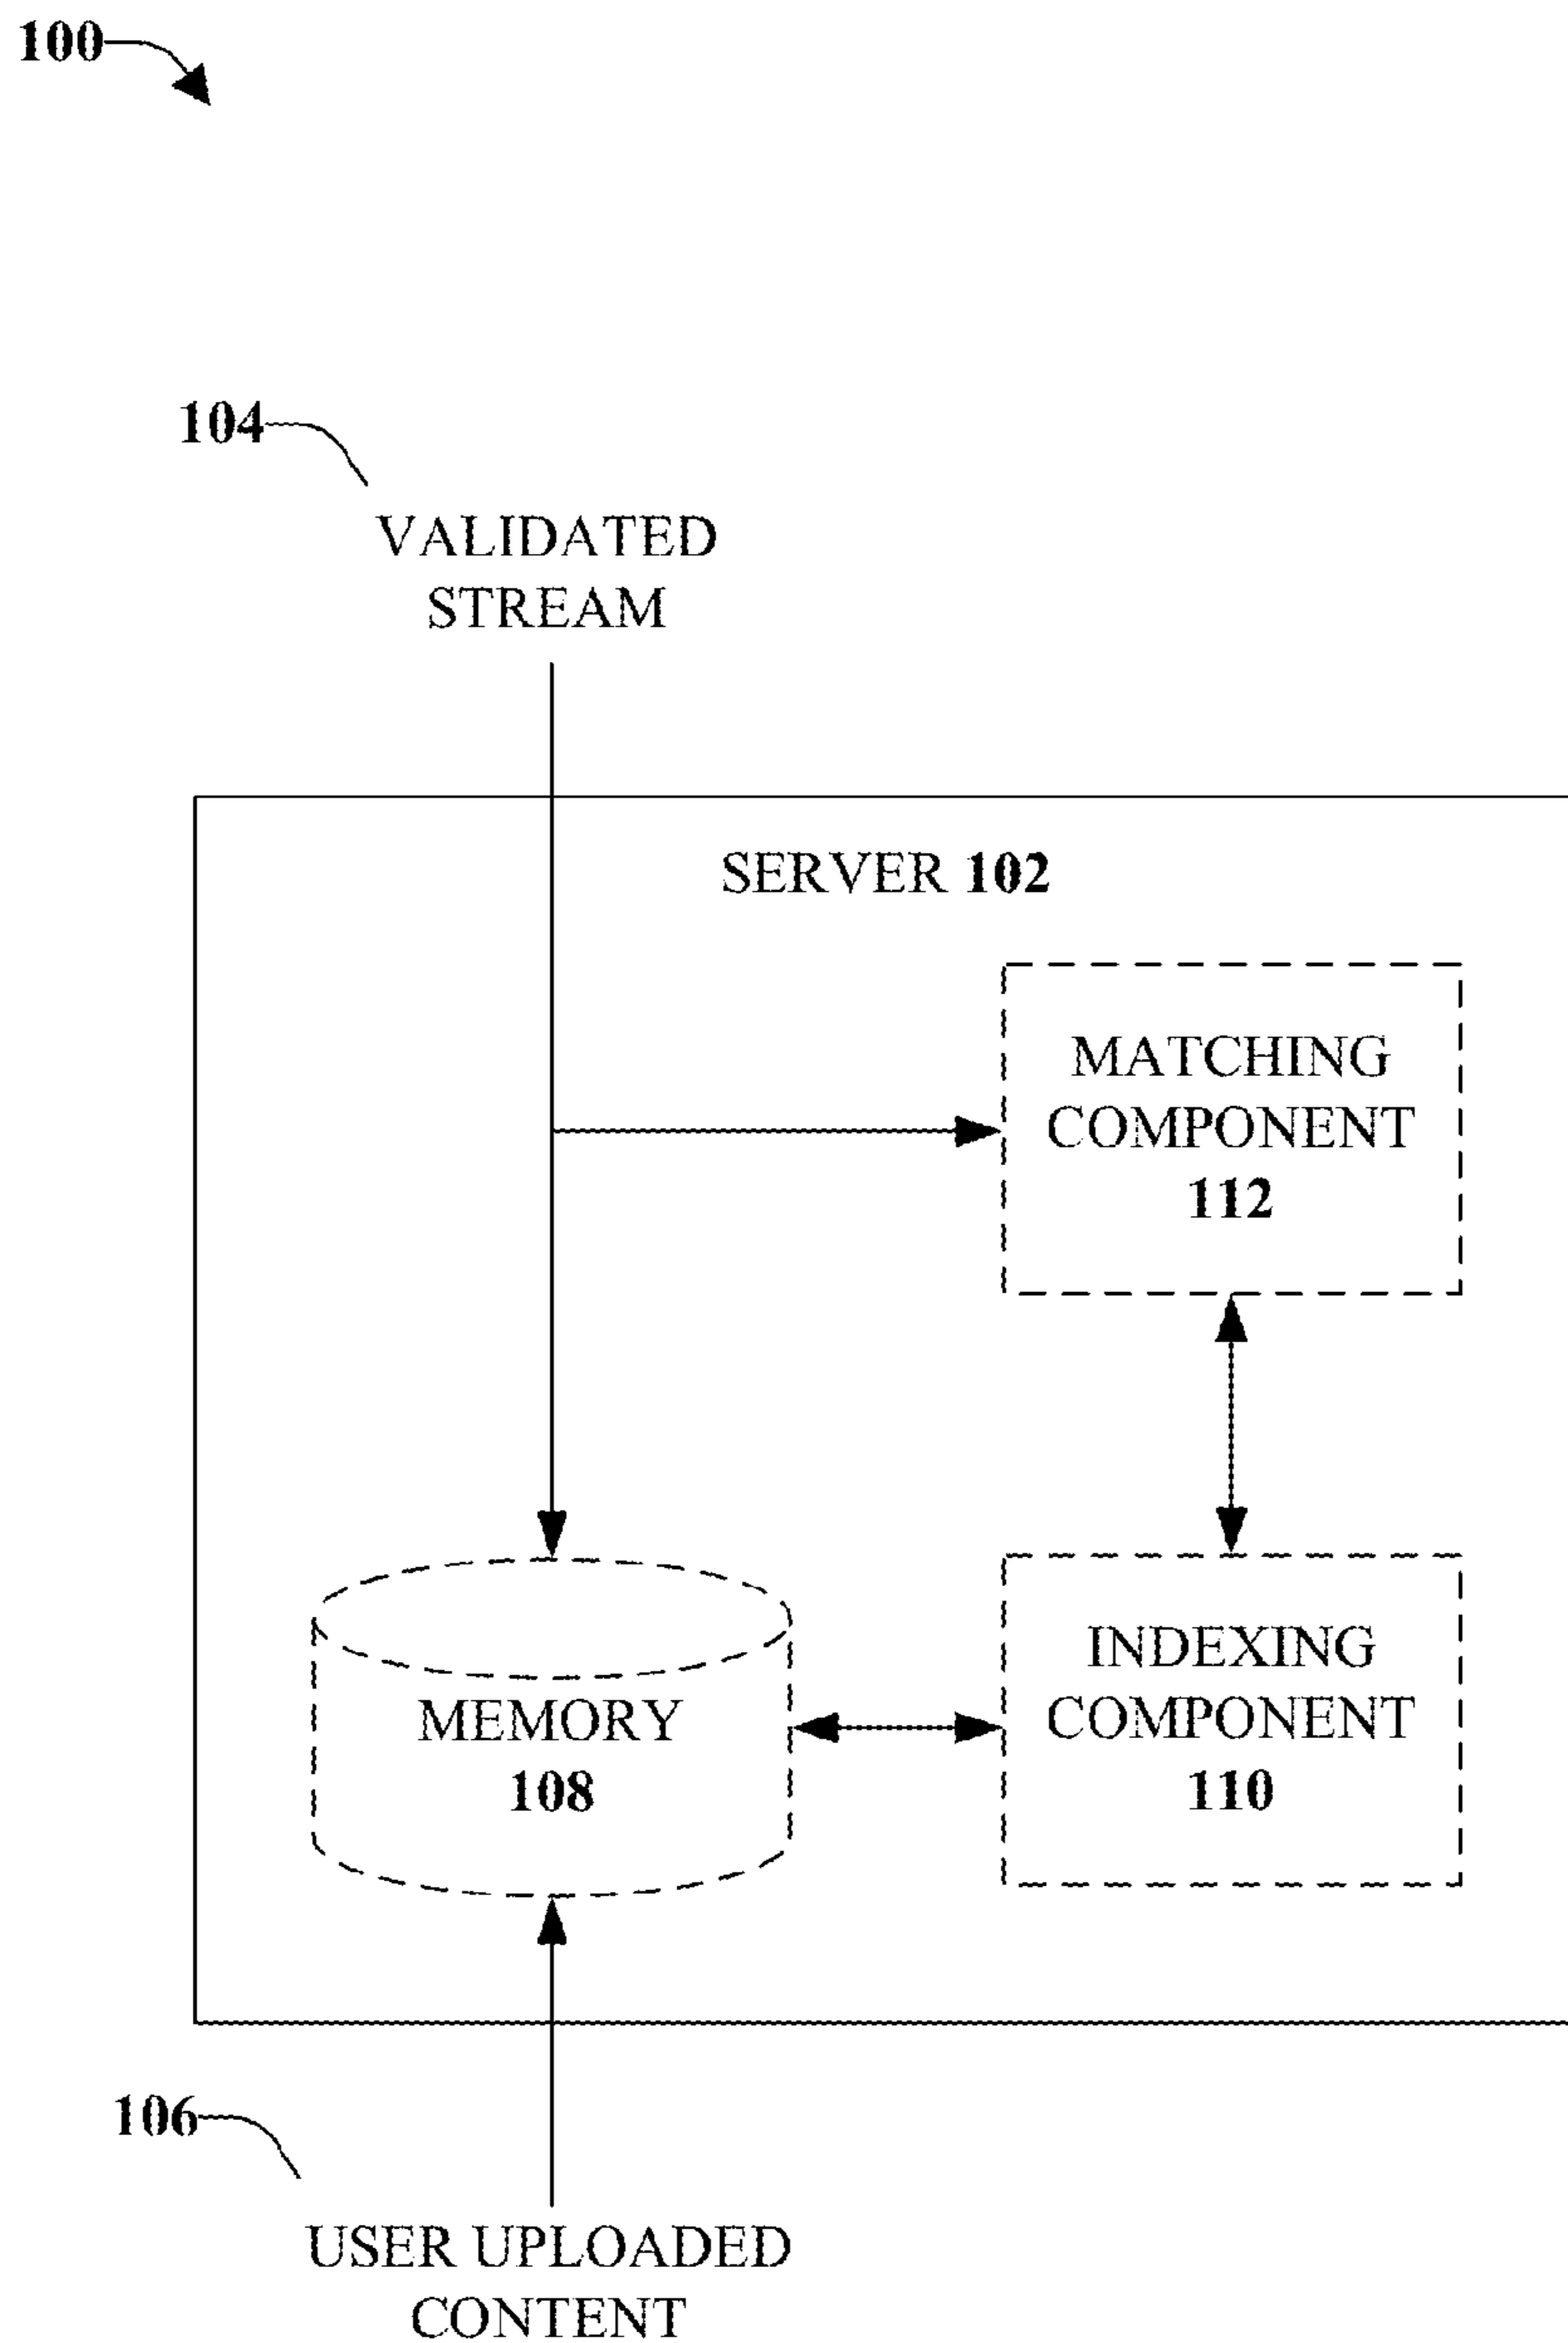 100
104
VALIDATED
STREAM
SERVER 102
MATCHING
COMPONENT
112
INDEXING
COMPONENT
110
MEMORY
108
106
USER UPLOADED
CONTENT